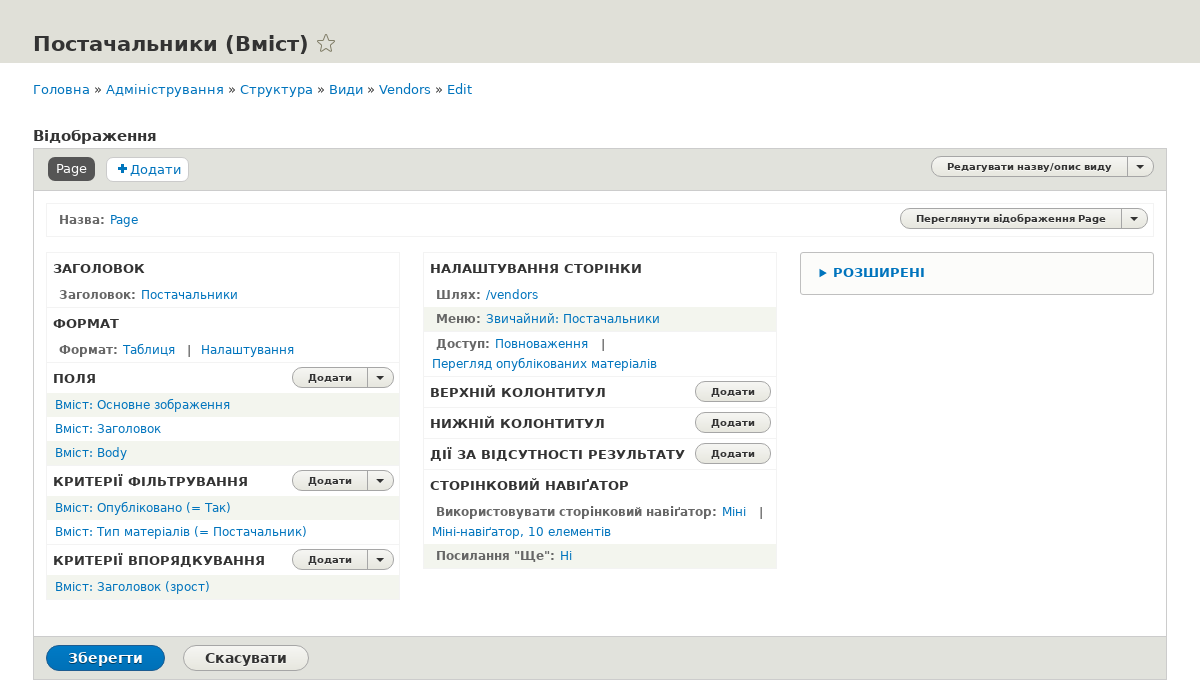 Постачальники (Вміст)
Головна » Адміністрування » Структура » Види » Vendors » Edit
Відображення
Page
Додати
Редагувати назву/опис виду
Назва: Page
Переглянути відображення Page
ЗАГОЛОВОК
Заголовок: Постачальники
ФОРМАТ
Формат: Таблиця | Налаштування
ПОЛЯ
Додати
Вміст: Основне зображення
Вміст: Заголовок
Вміст: Body
КРИТЕРІЇ ФІЛЬТРУВАННЯ
Додати
Вміст: Опубліковано (= Так)
Вміст: Тип матеріалів (= Постачальник)
КРИТЕРІЇ ВПОРЯДКУВАННЯ
Додати
Вміст: Заголовок (зрост)
НАЛАШТУВАННЯ СТОРІНКИ
Шлях: /vendors
Меню: Звичайний: Постачальники
Доступ: Повноваження |
Перегляд опублікованих матеріалів
ВЕРХНІЙ КОЛОНТИТУЛ
Додати
НИЖНІЙ КОЛОНТИТУЛ
Додати
ДІЇ ЗА ВІДСУТНОСТІ РЕЗУЛЬТАТУ
Додати
СТОРІНКОВИЙ НАВІҐАТОР
Використовувати сторінковий навіґатор: Міні |
Міні-навіґатор, 10 елементів
Посилання "Ще": Ні
РОЗШИРЕНІ
Зберегти
Скасувати